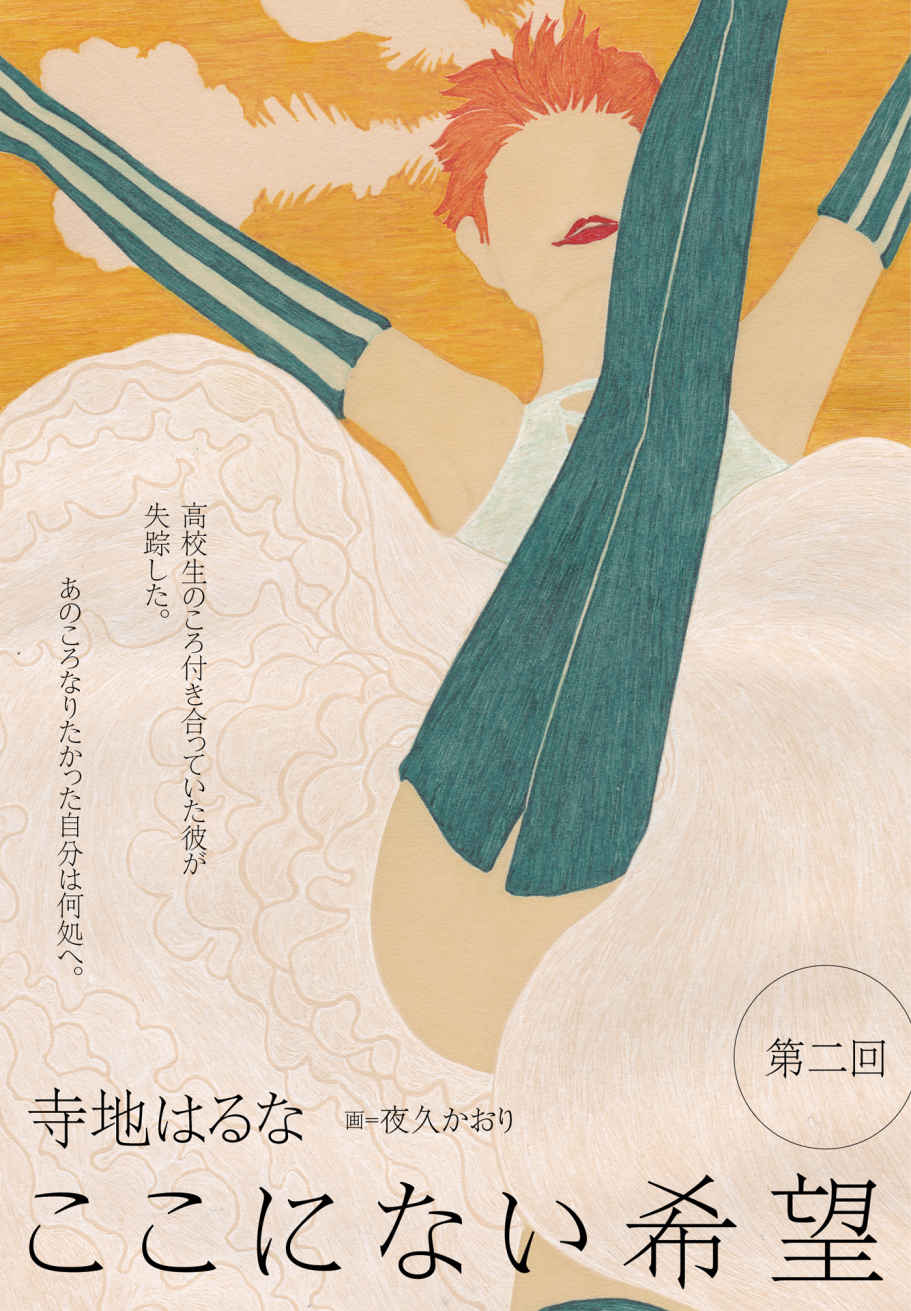 高校生のころ付き合っていた彼が
失踪した。
あのころなりたかった自分は何処へ。
第二回
寺地はるな
画=夜久かおり
ここにない希望